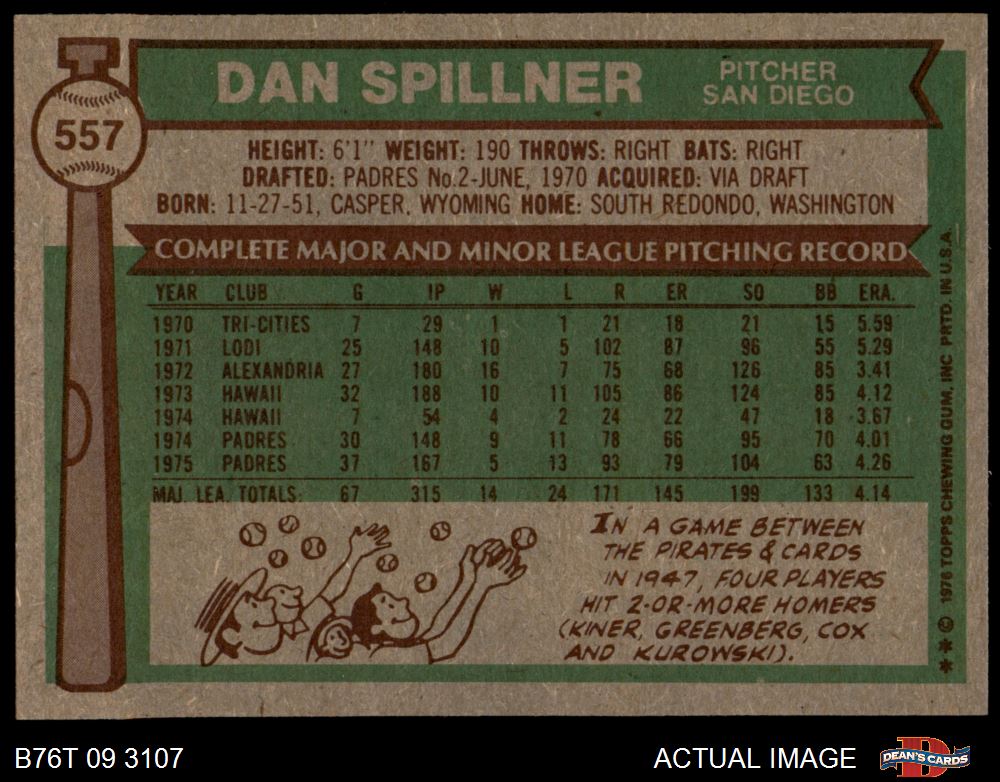 557
DAN SPILLNER
PITCHER
SAN DIEGO
HEIGHT: 6'1" WEIGHT: 190 THROWS: RIGHT BATS: RIGHT
DRAFTED: PADRES No.2-JUNE, 1970 ACQUIRED: VIA DRAFT
BORN: 11-27-51, CASPER, WYOMING HOME: SOUTH REDONDO, WASHINGTON
COMPLETE MAJOR AND MINOR LEAGUE PITCHING RECORD
YEAR CLUB G IP W L R ER SO BB ERA.
1970 TRI-CITIES 7 29 1 1 21 18 21 15 5.59
1971 LODI 25 148 10 5 102 87 96 55 5.29
1972 ALEXANDRIA 27 180 16 7 75 68 126 85 3.41
1973 HAWAII 32 188 10 11 105 86 124 85 4.12
1974 HAWAII 7 54 4 2 24 22 47 18 3.67
1974 PADRES 30 148 9 11 78 66 95 70 4.01
1975 PADRES 37 167 5 13 93 79 104 63 4.26
MAJ. LEA. TOTALS: 67 315 14 24 171 145 199 133 4.14
IN A GAME BETWEEN
THE PIRATES & CARDS
IN 1947, FOUR PLAYERS
HIT 2-OR-MORE HOMERS
(KINER, GREENBERG, COX
AND KUROWSKI).
** © 1976 TOPPS CHEWING GUM, INC PRTD. IN U.S.A.
B76T 09 3107
ACTUAL IMAGE
DEAN'S CARDS